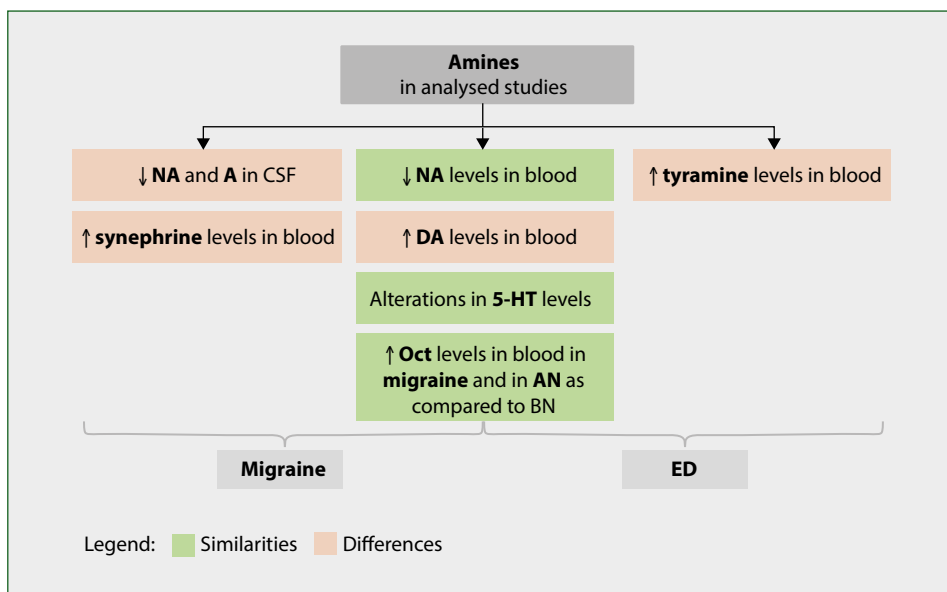 Amines
in analysed studies
↓ NA and A in CSF
↓ NA levels in blood
↑ tyramine levels in blood
↑ synephrine levels in blood
↑ DA levels in blood
Alterations in 5-HT levels
↑ Oct levels in blood in
migraine and in AN as
compared to BN
Migraine
ED
Legend: Similarities Differences